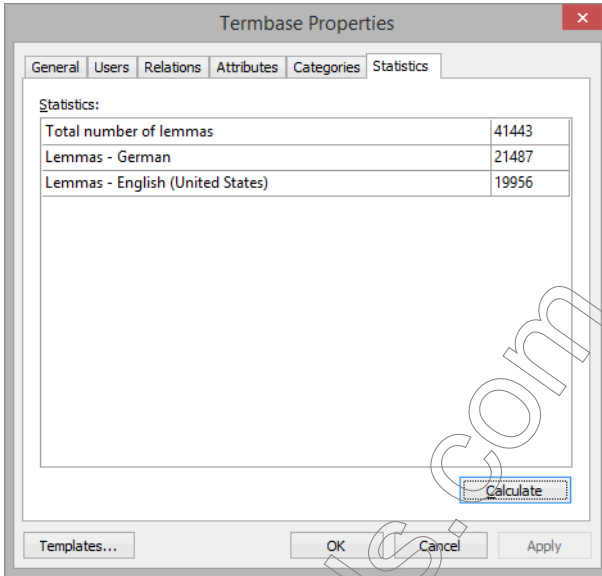 Termbase Properties
General Users Relations Attributes Categories Statistics
Statistics:
Total number of lemmas 41443
Lemmas - German 21487
Lemmas - English (United States) 19956
Calculate
Templates... OK Cancel Apply
s.com